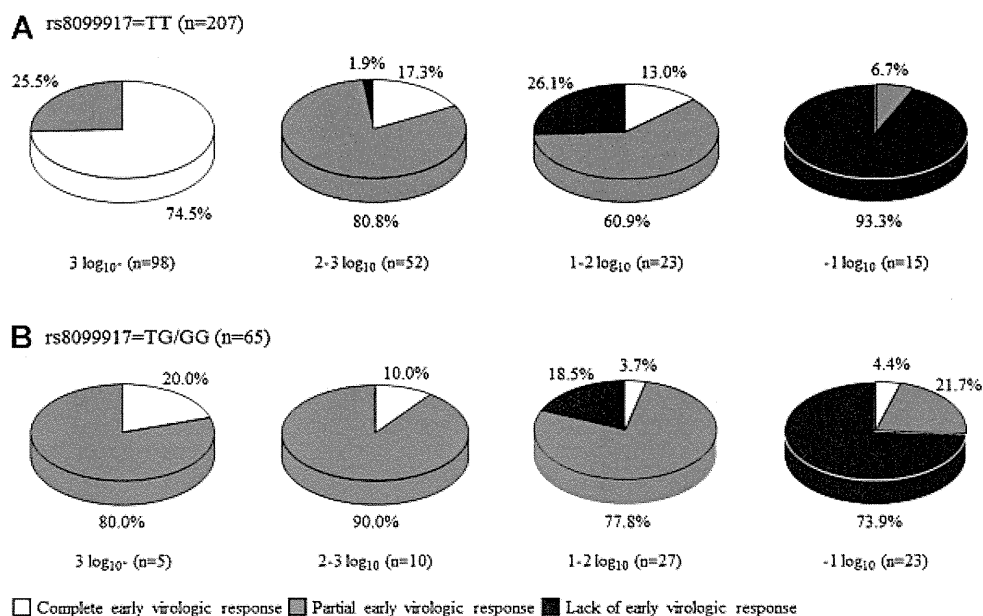 A rs8099917=TT (n=207)
25.5%
74.5%
3 log10- (n=98)
1.9%
17.3%
80.8%
2-3 log10 (n=52)
26.1%
13.0%
60.9%
1-2 log10 (n=23)
6.7%
93.3%
-1 log10 (n=15)
B rs8099917=TG/GG (n=65)
20.0%
80.0%
3 log10- (n=5)
10.0%
90.0%
2-3 log10 (n=10)
18.5%
3.7%
77.8%
1-2 log10 (n=27)
4.4%
21.7%
73.9%
-1 log10 (n=23)
Complete early virologic response Partial early virologic response Lack of early virologic response